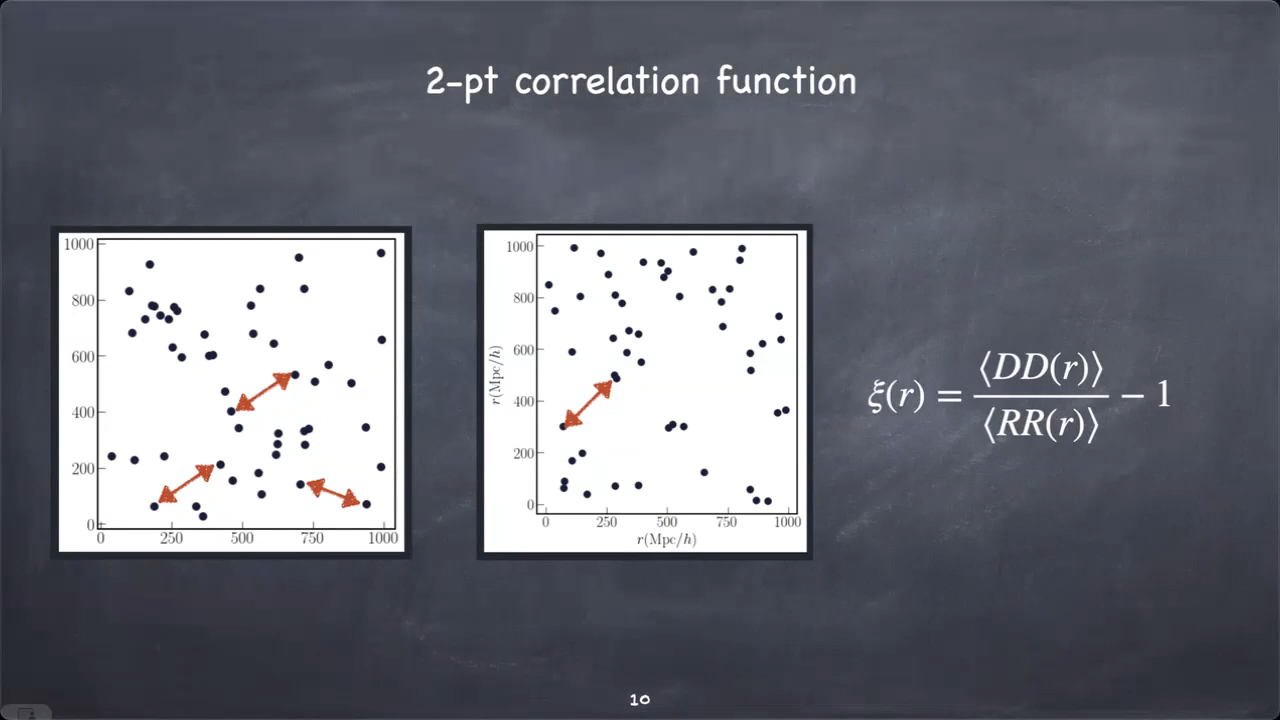 2-pt correlation function
1000
800
600
400
200
0
0 250 500 750 1000
1000
800
600
400
200
0
r(Mpc/h)
0 250 500 750 1000
r(Mpc/h)
ξ(r) = ⟨DD(r)⟩ / ⟨RR(r)⟩ − 1
10